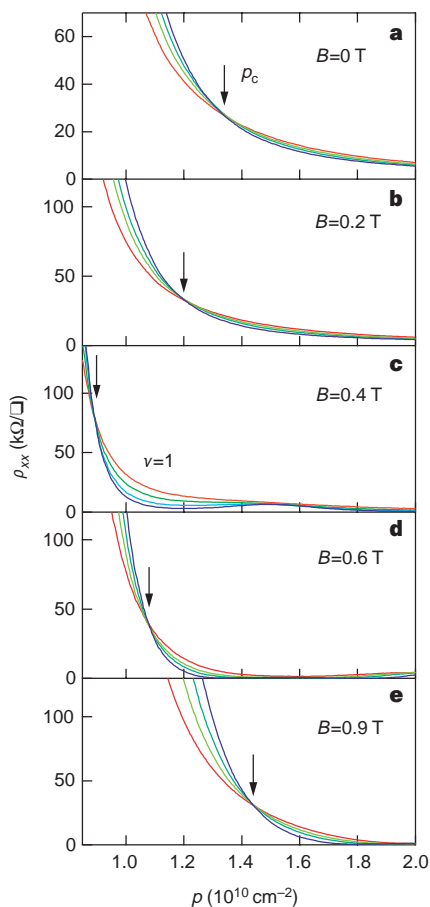 60
40
20
0
a
B=0 T
p_c
100
50
0
b
B=0.2 T
100
50
0
c
B=0.4 T
ν=1
ρ_xx (kΩ/□)
100
50
0
d
B=0.6 T
100
50
0
e
B=0.9 T
1.0 1.2 1.4 1.6 1.8 2.0
p (10^10 cm^−2)